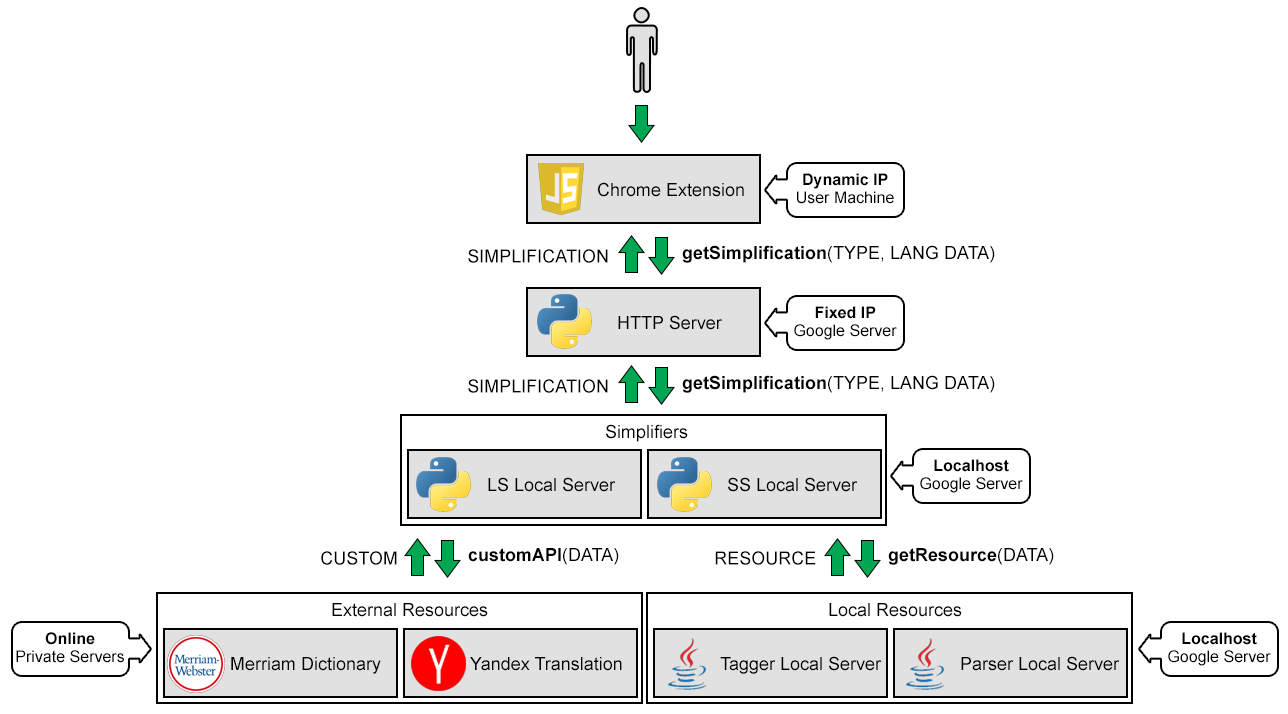 JS
Chrome Extension
Dynamic IP
User Machine
SIMPLIFICATION
getSimplification(TYPE, LANG DATA)
HTTP Server
Fixed IP
Google Server
SIMPLIFICATION
getSimplification(TYPE, LANG DATA)
Simplifiers
LS Local Server
SS Local Server
Localhost
Google Server
CUSTOM
customAPI(DATA)
RESOURCE
getResource(DATA)
External Resources
Local Resources
Online
Private Servers
Merriam-
Webster
Merriam Dictionary
Y
Yandex Translation
Tagger Local Server
Parser Local Server
Localhost
Google Server